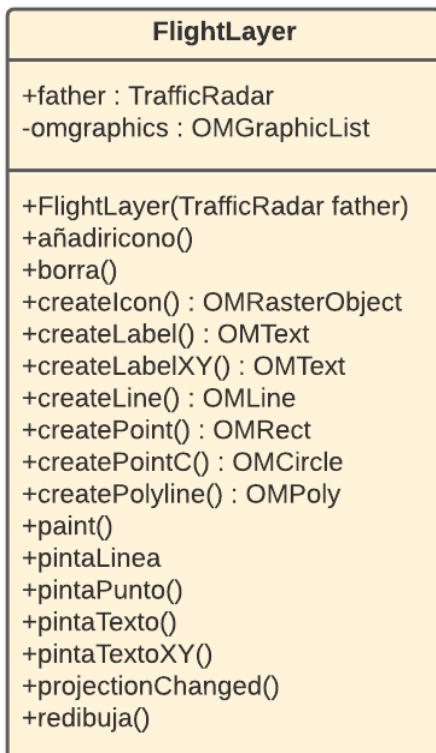 FlightLayer
+father : TrafficRadar
-omgraphics : OMGraphicList
+FlightLayer(TrafficRadar father)
+añadiricono()
+borra()
+createIcon() : OMRasterObject
+createLabel() : OMText
+createLabelXY() : OMText
+createLine() : OMLine
+createPoint() : OMRect
+createPointC() : OMCircle
+createPolyline() : OMPoly
+paint()
+pintaLinea
+pintaPunto()
+pintaTexto()
+pintaTextoXY()
+projectionChanged()
+redibuja()